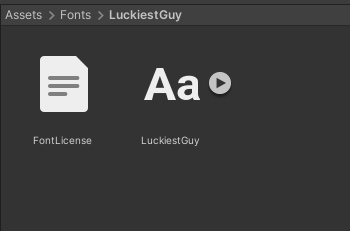 Assets > Fonts > LuckiestGuy
Aa
FontLicense LuckiestGuy